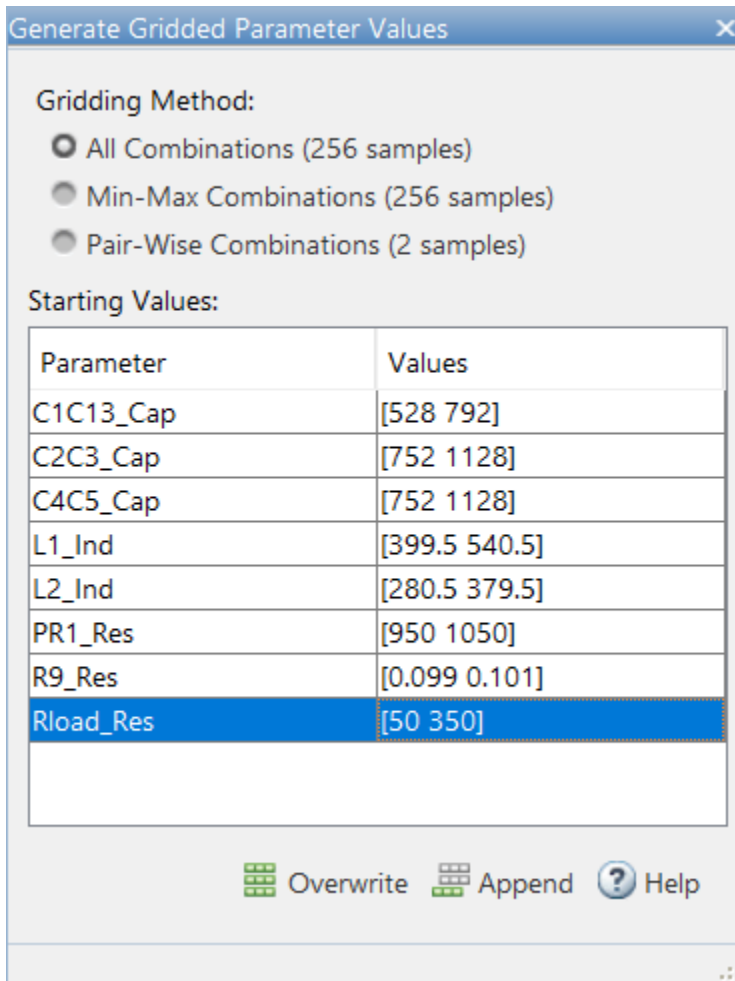 Generate Gridded Parameter Values
Gridding Method:
All Combinations (256 samples)
Min-Max Combinations (256 samples)
Pair-Wise Combinations (2 samples)
Starting Values:
Parameter Values
C1C13_Cap [528 792]
C2C3_Cap [752 1128]
C4C5_Cap [752 1128]
L1_Ind [399.5 540.5]
L2_Ind [280.5 379.5]
PR1_Res [950 1050]
R9_Res [0.099 0.101]
Rload_Res [50 350]
Overwrite Append ? Help